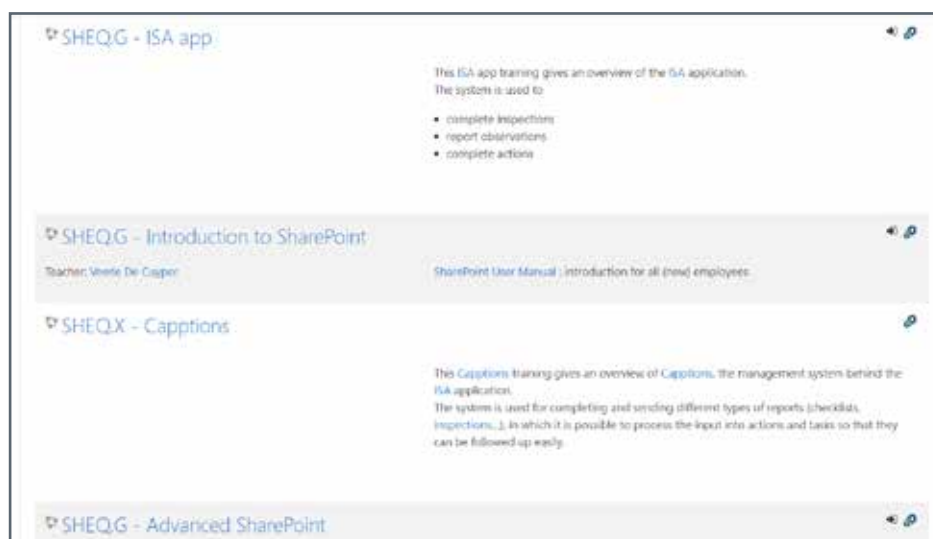 SHEQ.G - ISA app
This ISA app training gives an overview of the ISA application.
The system is used to
complete inspections
report observations
complete actions
SHEQ.G - Introduction to SharePoint
Teacher: Veerle De Cuyper
SharePoint User Manual : introduction for all (new) employees
SHEQ.X - Capptions
This Capptions training gives an overview of Capptions, the management system behind the
ISA application.
The system is used for completing and sending different types of reports (checklists,
inspections...), in which it is possible to process the input into actions and tasks so that they
can be followed up easily.
SHEQ.G - Advanced SharePoint